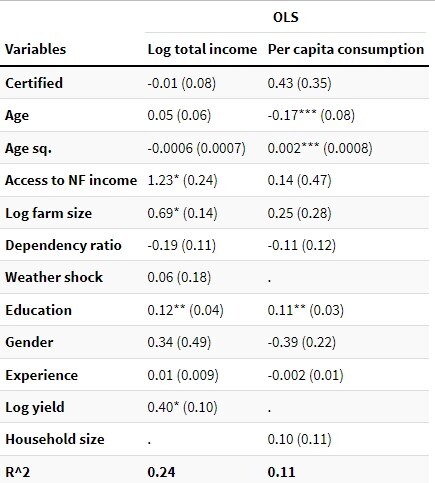 OLS
Variables Log total income Per capita consumption
Certified -0.01 (0.08) 0.43 (0.35)
Age 0.05 (0.06) -0.17*** (0.08)
Age sq. -0.0006 (0.0007) 0.002*** (0.0008)
Access to NF income 1.23* (0.24) 0.14 (0.47)
Log farm size 0.69* (0.14) 0.25 (0.28)
Dependency ratio -0.19 (0.11) -0.11 (0.12)
Weather shock 0.06 (0.18) .
Education 0.12** (0.04) 0.11** (0.03)
Gender 0.34 (0.49) -0.39 (0.22)
Experience 0.01 (0.009) -0.002 (0.01)
Log yield 0.40* (0.10) .
Household size . 0.10 (0.11)
R^2 0.24 0.11